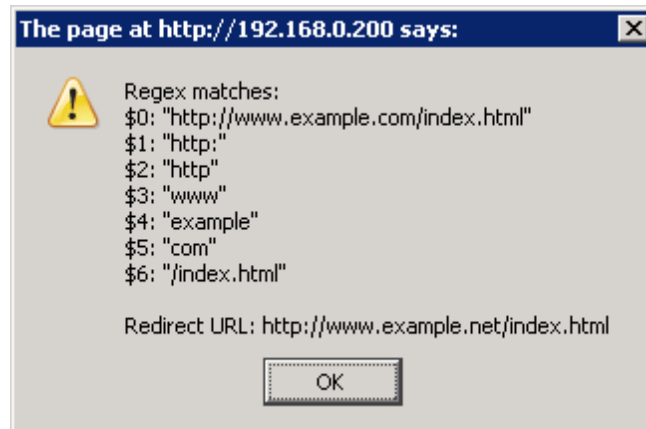 The page at http://192.168.0.200 says:
Regex matches:
$0: "http://www.example.com/index.html"
$1: "http:"
$2: "http"
$3: "www"
$4: "example"
$5: "com"
$6: "/index.html"
Redirect URL: http://www.example.net/index.html
OK